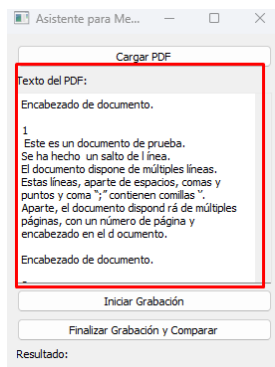 Asistente para Me...
Cargar PDF
Texto del PDF:
Encabezado de documento.
1
Este es un documento de prueba.
Se ha hecho un salto de l ínea.
El documento dispone de múltiples líneas.
Estas líneas, aparte de espacios, comas y
puntos y coma “;” contienen comillas ‟.
Aparte, el documento dispond rá de múltiples
páginas, con un número de página y
encabezado en el d ocumento.
Encabezado de documento.
Iniciar Grabación
Finalizar Grabación y Comparar
Resultado: